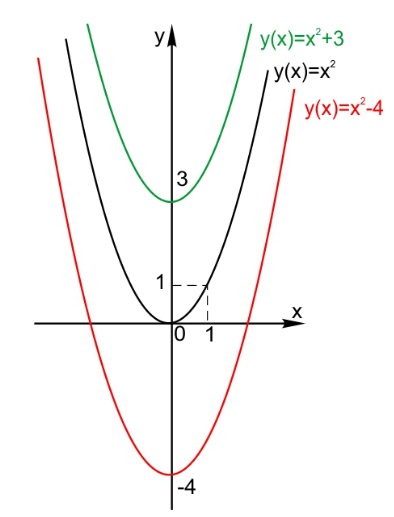 y
y(x)=x²+3
y(x)=x²
y(x)=x²-4
3
1
x
0 1
-4